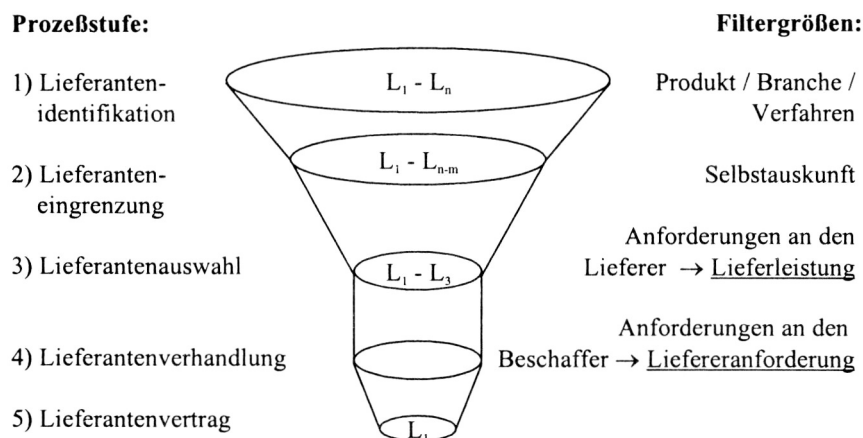 Prozeßstufe:
Filtergrößen:
1) Lieferanten-
identifikation
L₁ - Lₙ
Produkt / Branche /
Verfahren
2) Lieferanten-
eingrenzung
L₁ - Lₙ₋ₘ
Selbstauskunft
3) Lieferantenauswahl
L₁ - L₃
Anforderungen an den
Lieferer → Lieferleistung
4) Lieferantenverhandlung
Anforderungen an den
Beschaffer → Liefereranforderung
5) Lieferantenvertrag
L₁